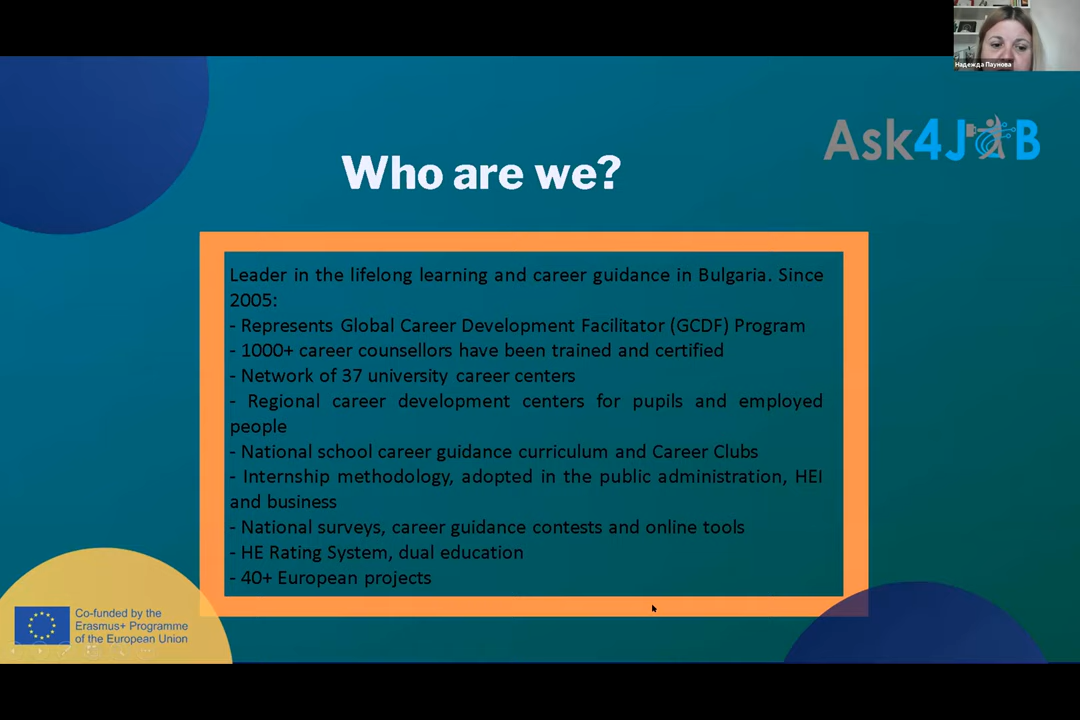 Надежда Паунова
Ask4JOB
Who are we?
Leader in the lifelong learning and career guidance in Bulgaria. Since
2005:
- Represents Global Career Development Facilitator (GCDF) Program
- 1000+ career counsellors have been trained and certified
- Network of 37 university career centers
- Regional career development centers for pupils and employed
people
- National school career guidance curriculum and Career Clubs
- Internship methodology, adopted in the public administration, HEI
and business
- National surveys, career guidance contests and online tools
- HE Rating System, dual education
- 40+ European projects
Co-funded by the
Erasmus+ Programme
of the European Union